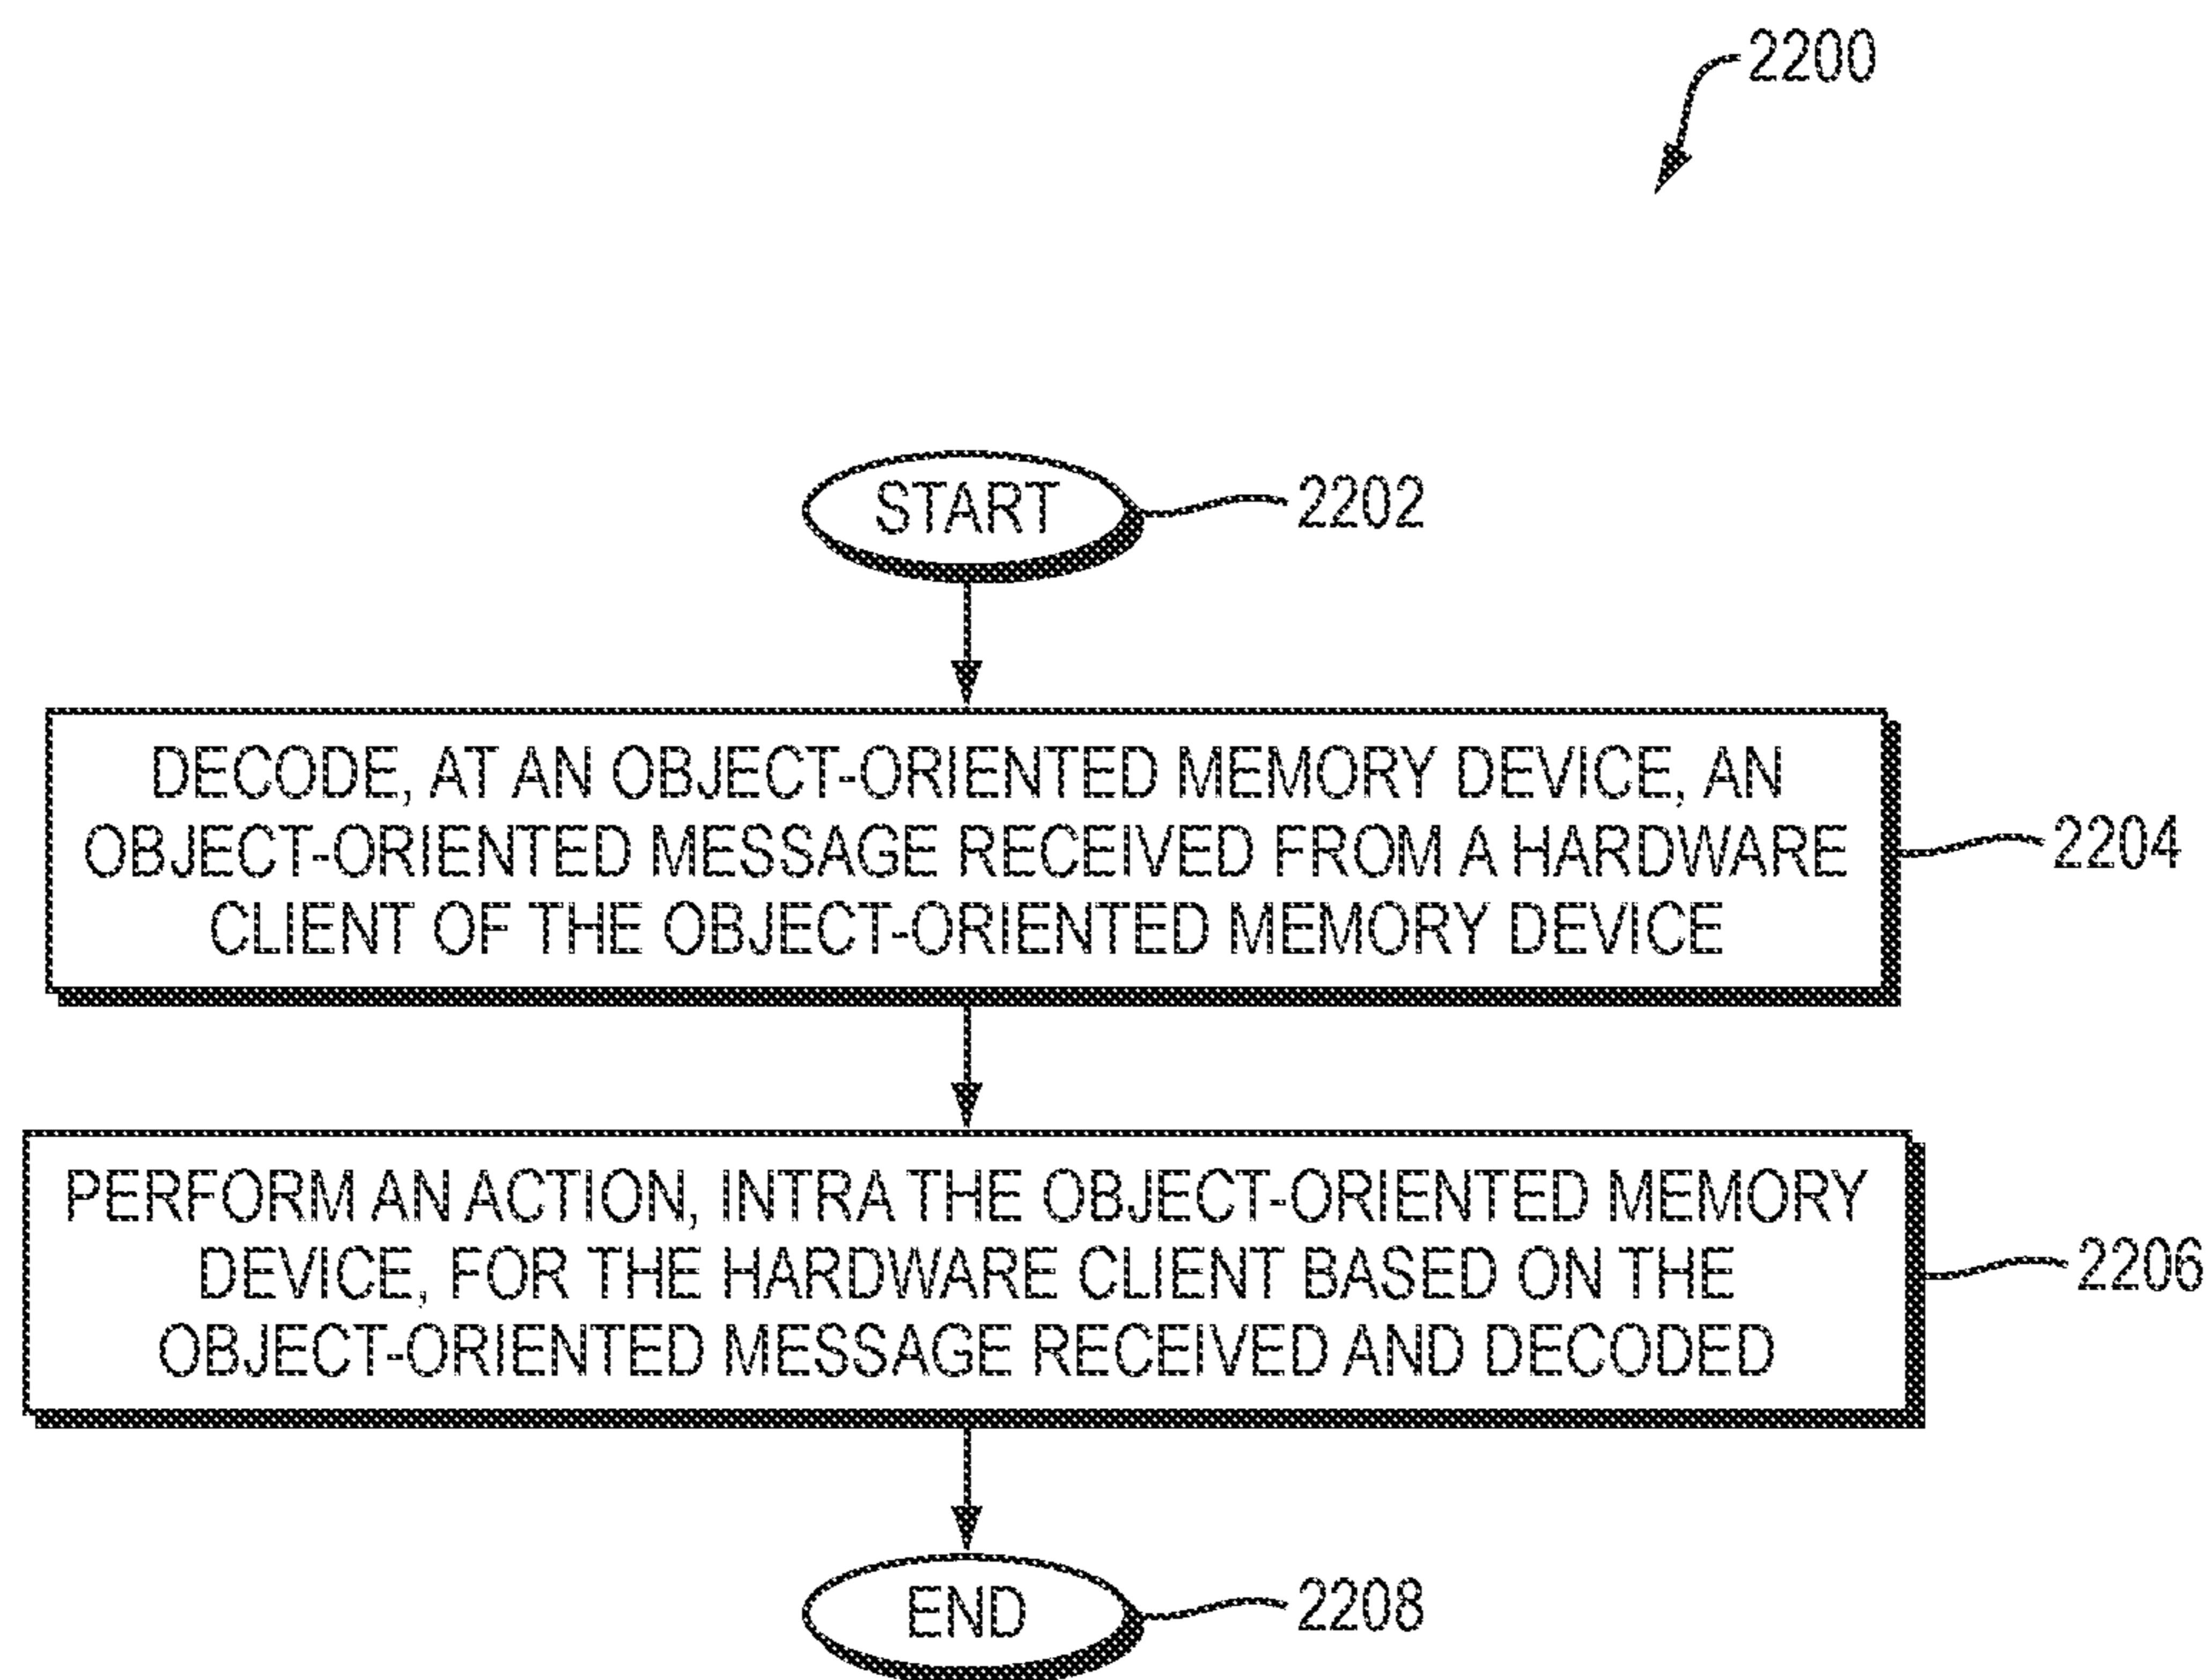 2200
START
2202
DECODE, AT AN OBJECT-ORIENTED MEMORY DEVICE, AN
OBJECT-ORIENTED MESSAGE RECEIVED FROM A HARDWARE
CLIENT OF THE OBJECT-ORIENTED MEMORY DEVICE
2204
PERFORM AN ACTION, INTRA THE OBJECT-ORIENTED MEMORY
DEVICE, FOR THE HARDWARE CLIENT BASED ON THE
OBJECT-ORIENTED MESSAGE RECEIVED AND DECODED
2206
END
2208